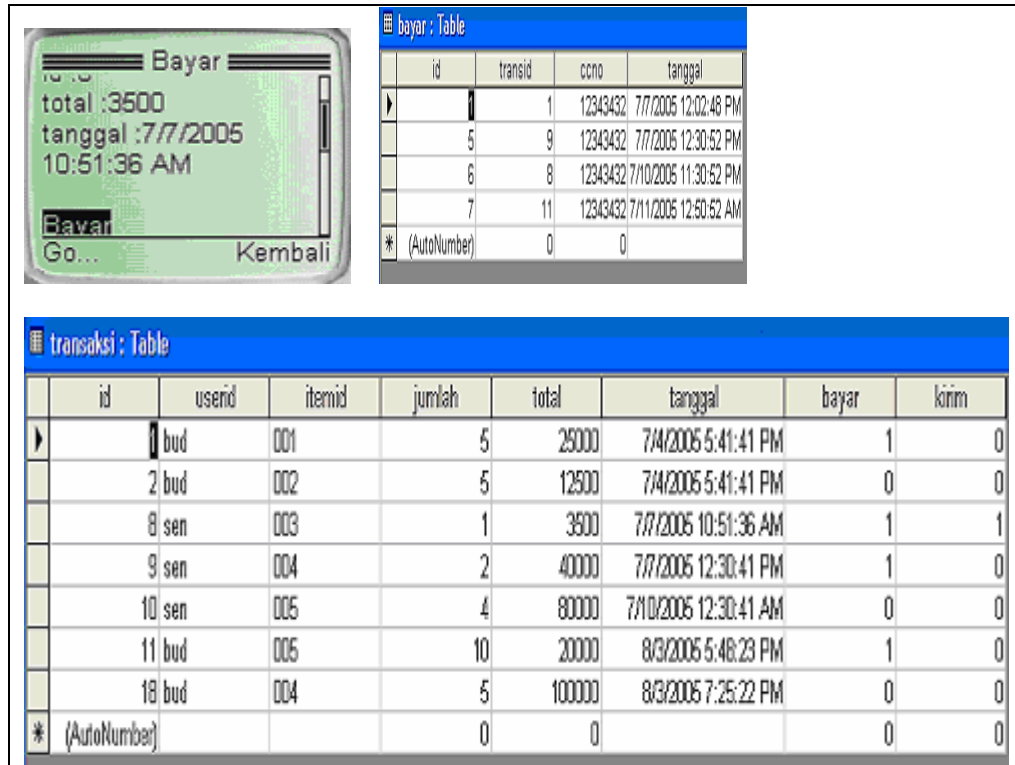 Bayar
total :3500
tanggal :7/7/2005
10:51:36 AM
Bayar
Go... Kembali
bayar : Table
id transid ccno tanggal
1 1 12343432 7/7/2005 12:02:48 PM
5 9 12343432 7/7/2005 12:30:52 PM
6 8 12343432 7/10/2005 11:30:52 PM
7 11 12343432 7/11/2005 12:50:52 AM
* (AutoNumber) 0 0
transaksi : Table
id userid itemid jumlah total tanggal bayar kirim
1 bud 001 5 25000 7/4/2005 5:41:41 PM 1 0
2 bud 002 5 12500 7/4/2005 5:41:41 PM 0 0
8 sen 003 1 3500 7/7/2005 10:51:36 AM 1 1
9 sen 004 2 40000 7/7/2005 12:30:41 PM 1 0
10 sen 005 4 80000 7/10/2005 12:30:41 AM 0 0
11 bud 005 10 20000 8/3/2005 5:48:23 PM 1 0
18 bud 004 5 100000 8/3/2005 7:25:22 PM 0 0
* (AutoNumber) 0 0 0 0